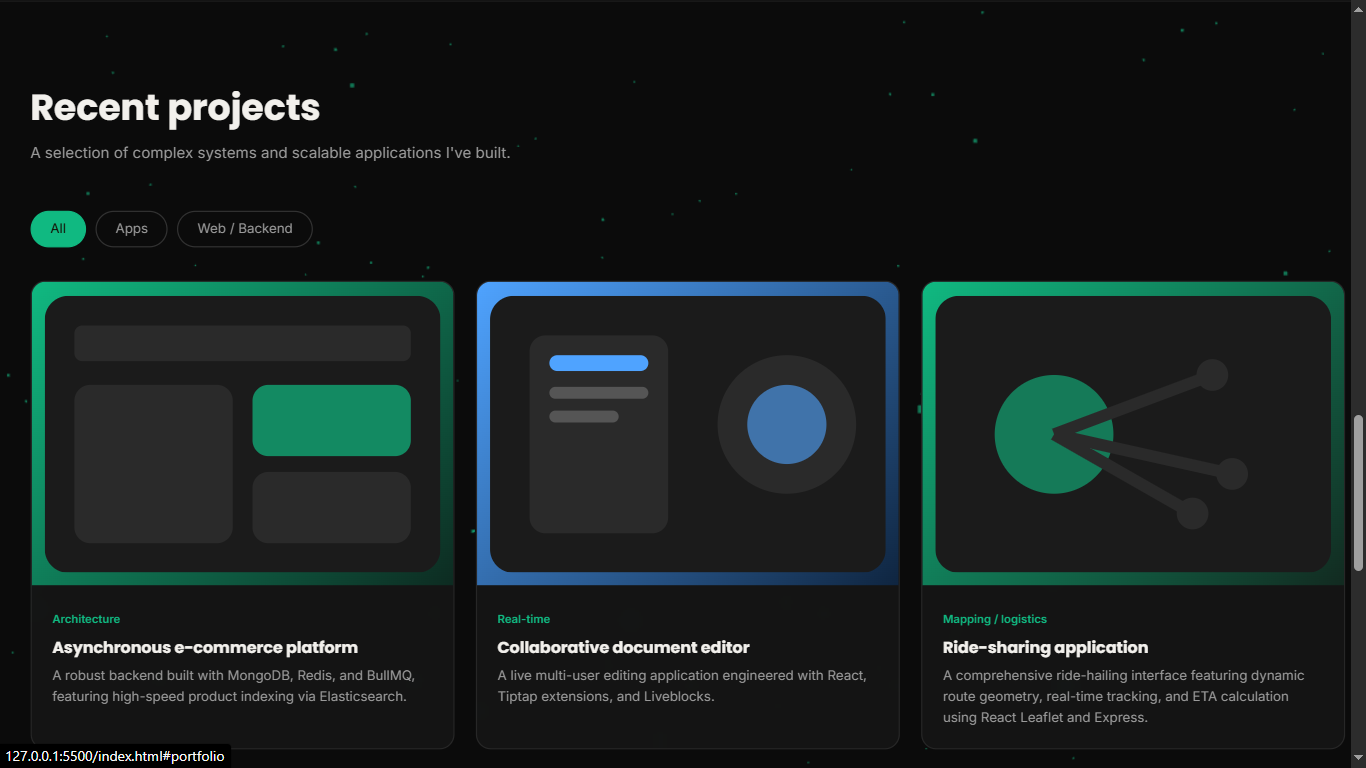 Recent projects
A selection of complex systems and scalable applications I've built.
All
Apps
Web / Backend
Architecture
Asynchronous e-commerce platform
A robust backend built with MongoDB, Redis, and BullMQ,
featuring high-speed product indexing via Elasticsearch.
Real-time
Collaborative document editor
A live multi-user editing application engineered with React,
Tiptap extensions, and Liveblocks.
Mapping / logistics
Ride-sharing application
A comprehensive ride-hailing interface featuring dynamic
route geometry, real-time tracking, and ETA calculation
using React Leaflet and Express.
127.0.0.1:5500/index.html#portfolio